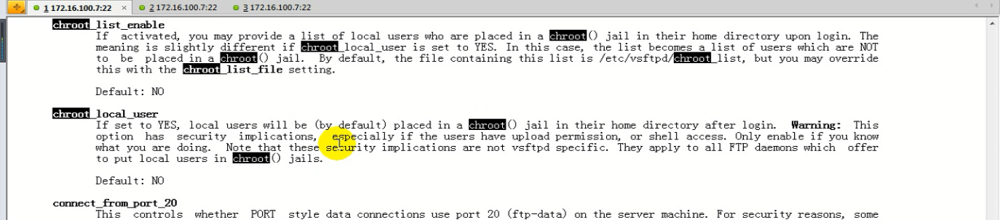 1 172.16.100.7:22 × 2 172.16.100.7:22 3 172.16.100.7:22
chroot_list_enable
If activated, you may provide a list of local users who are placed in a chroot() jail in their home directory upon login. The
meaning is slightly different if chroot_local_user is set to YES. In this case, the list becomes a list of users which are NOT
to be placed in a chroot() jail. By default, the file containing this list is /etc/vsftpd/chroot_list, but you may override
this with the chroot_list_file setting.
Default: NO
chroot_local_user
If set to YES, local users will be (by default) placed in a chroot() jail in their home directory after login. Warning: This
option has security implications, especially if the users have upload permission, or shell access. Only enable if you know
what you are doing. Note that these security implications are not vsftpd specific. They apply to all FTP daemons which offer
to put local users in chroot() jails.
Default: NO
connect_from_port_20
This controls whether PORT style data connections use port 20 (ftp-data) on the server machine. For security reasons, some